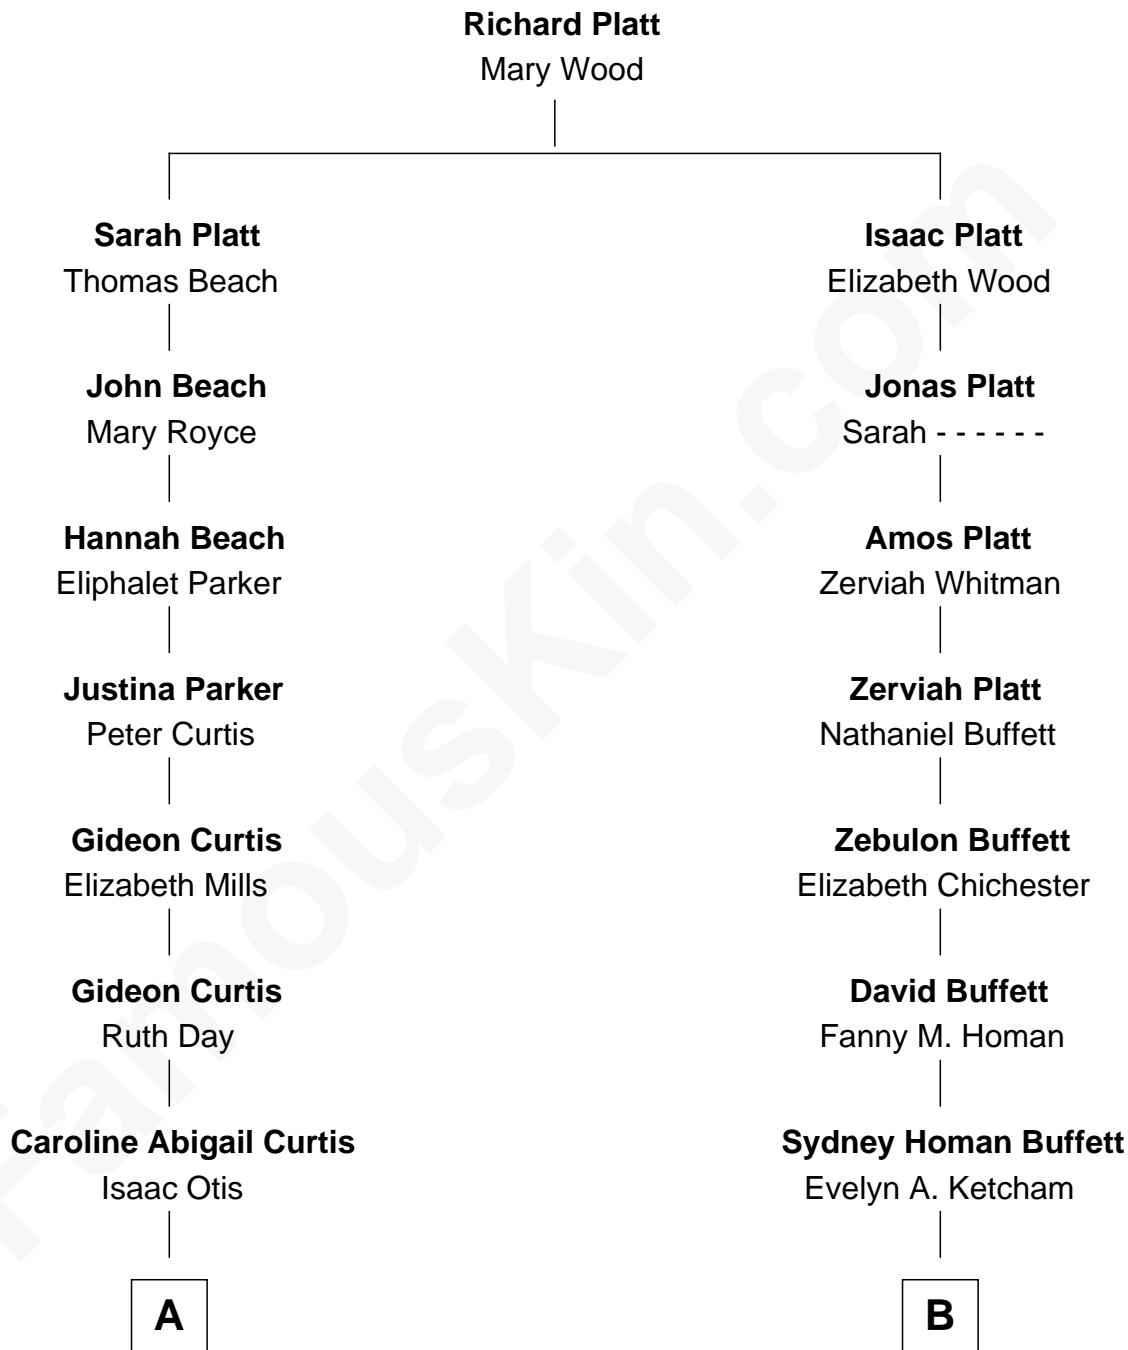 Richard Platt
Mary Wood
Sarah Platt
Thomas Beach
Isaac Platt
Elizabeth Wood
John Beach
Mary Royce
Jonas Platt
Sarah - - - - - -
Hannah Beach
Eliphalet Parker
Amos Platt
Zerviah Whitman
Justina Parker
Peter Curtis
Zerviah Platt
Nathaniel Buffett
Gideon Curtis
Elizabeth Mills
Zebulon Buffett
Elizabeth Chichester
Gideon Curtis
Ruth Day
David Buffett
Fanny M. Homan
Caroline Abigail Curtis
Isaac Otis
Sydney Homan Buffett
Evelyn A. Ketcham
A
B
FamousKin.com